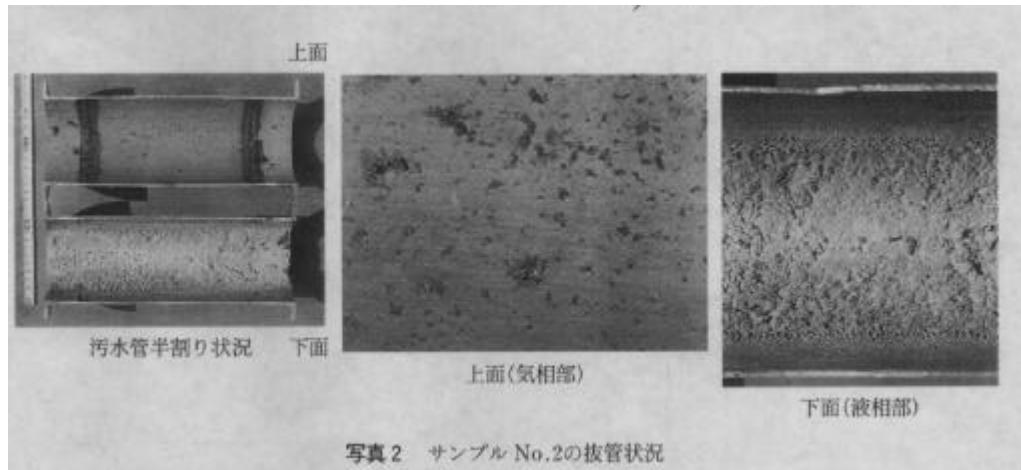 上面
汚水管半割り状況
下面
上面(気相部)
下面(液相部)
写真2 サンプル No.2の抜管状況